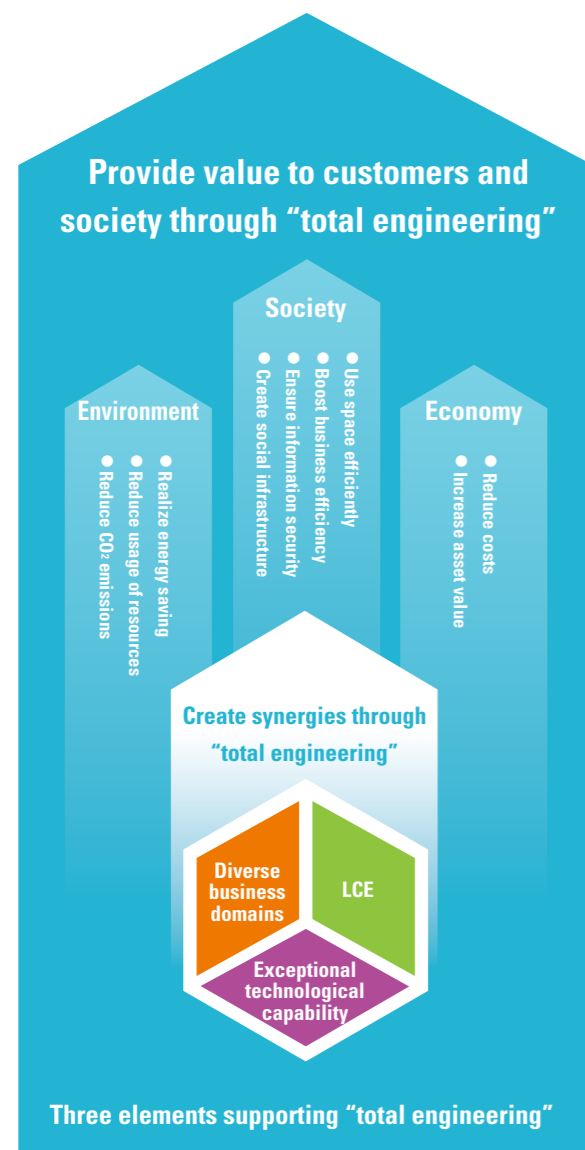 Provide value to customers and
society through “total engineering”
Society
● Use space efficiently
● Boost business efficiency
● Ensure information security
● Create social infrastructure
Environment
● Realize energy saving
● Reduce usage of resources
● Reduce CO2 emissions
Economy
● Reduce costs
● Increase asset value
Create synergies through
“total engineering”
Diverse
business
domains
LCE
Exceptional
technological
capability
Three elements supporting “total engineering”